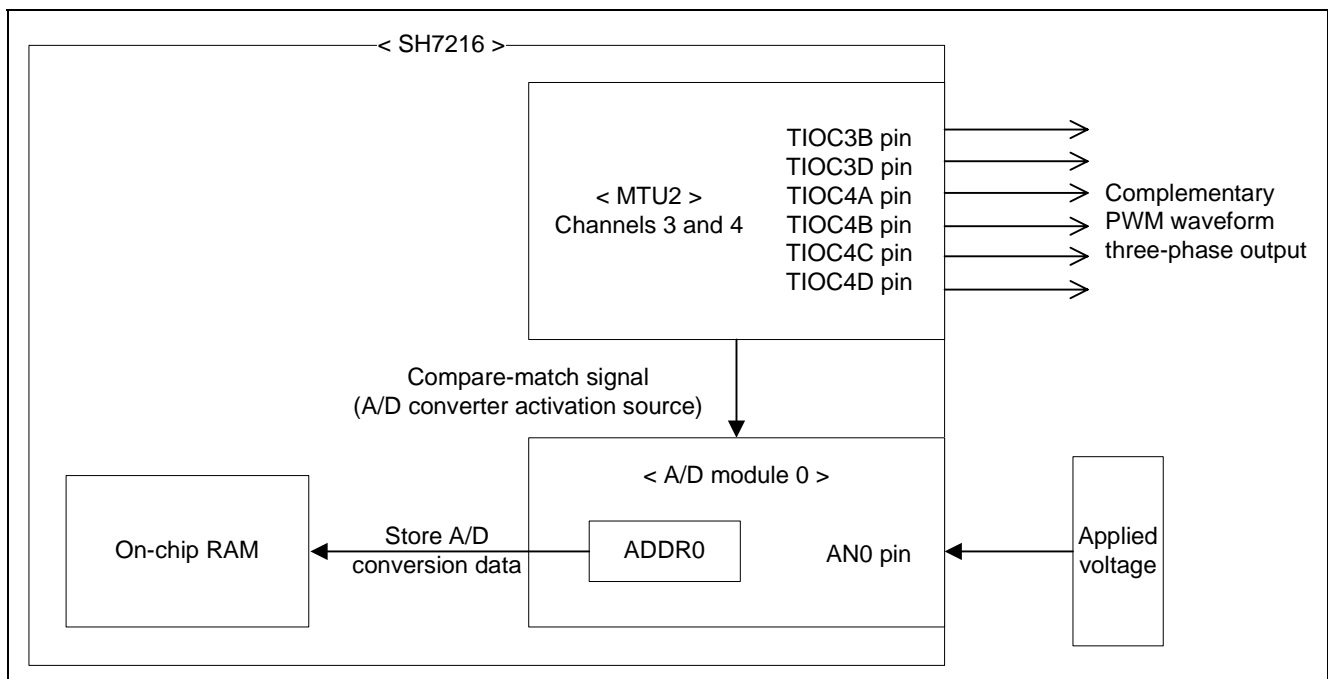 < SH7216 >
TIOC3B pin
TIOC3D pin
TIOC4A pin
TIOC4B pin
TIOC4C pin
TIOC4D pin
< MTU2 >
Channels 3 and 4
Complementary
PWM waveform
three-phase output
Compare-match signal
(A/D converter activation source)
< A/D module 0 >
On-chip RAM
Store A/D
conversion data
ADDR0
AN0 pin
Applied
voltage